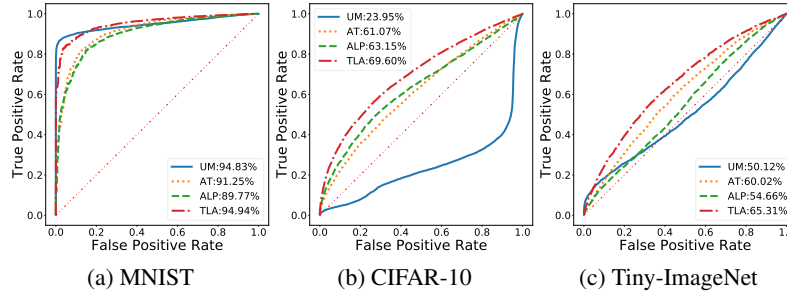 True Positive Rate
1.0
0.8
0.6
0.4
0.2
0.0
UM:94.83%
AT:91.25%
ALP:89.77%
TLA:94.94%
0.0 0.2 0.4 0.6 0.8 1.0
False Positive Rate
(a) MNIST
True Positive Rate
1.0
0.8
0.6
0.4
0.2
0.0
UM:23.95%
AT:61.07%
ALP:63.15%
TLA:69.60%
0.0 0.2 0.4 0.6 0.8 1.0
False Positive Rate
(b) CIFAR-10
True Positive Rate
1.0
0.8
0.6
0.4
0.2
0.0
UM:50.12%
AT:60.02%
ALP:54.66%
TLA:65.31%
0.0 0.2 0.4 0.6 0.8 1.0
False Positive Rate
(c) Tiny-ImageNet